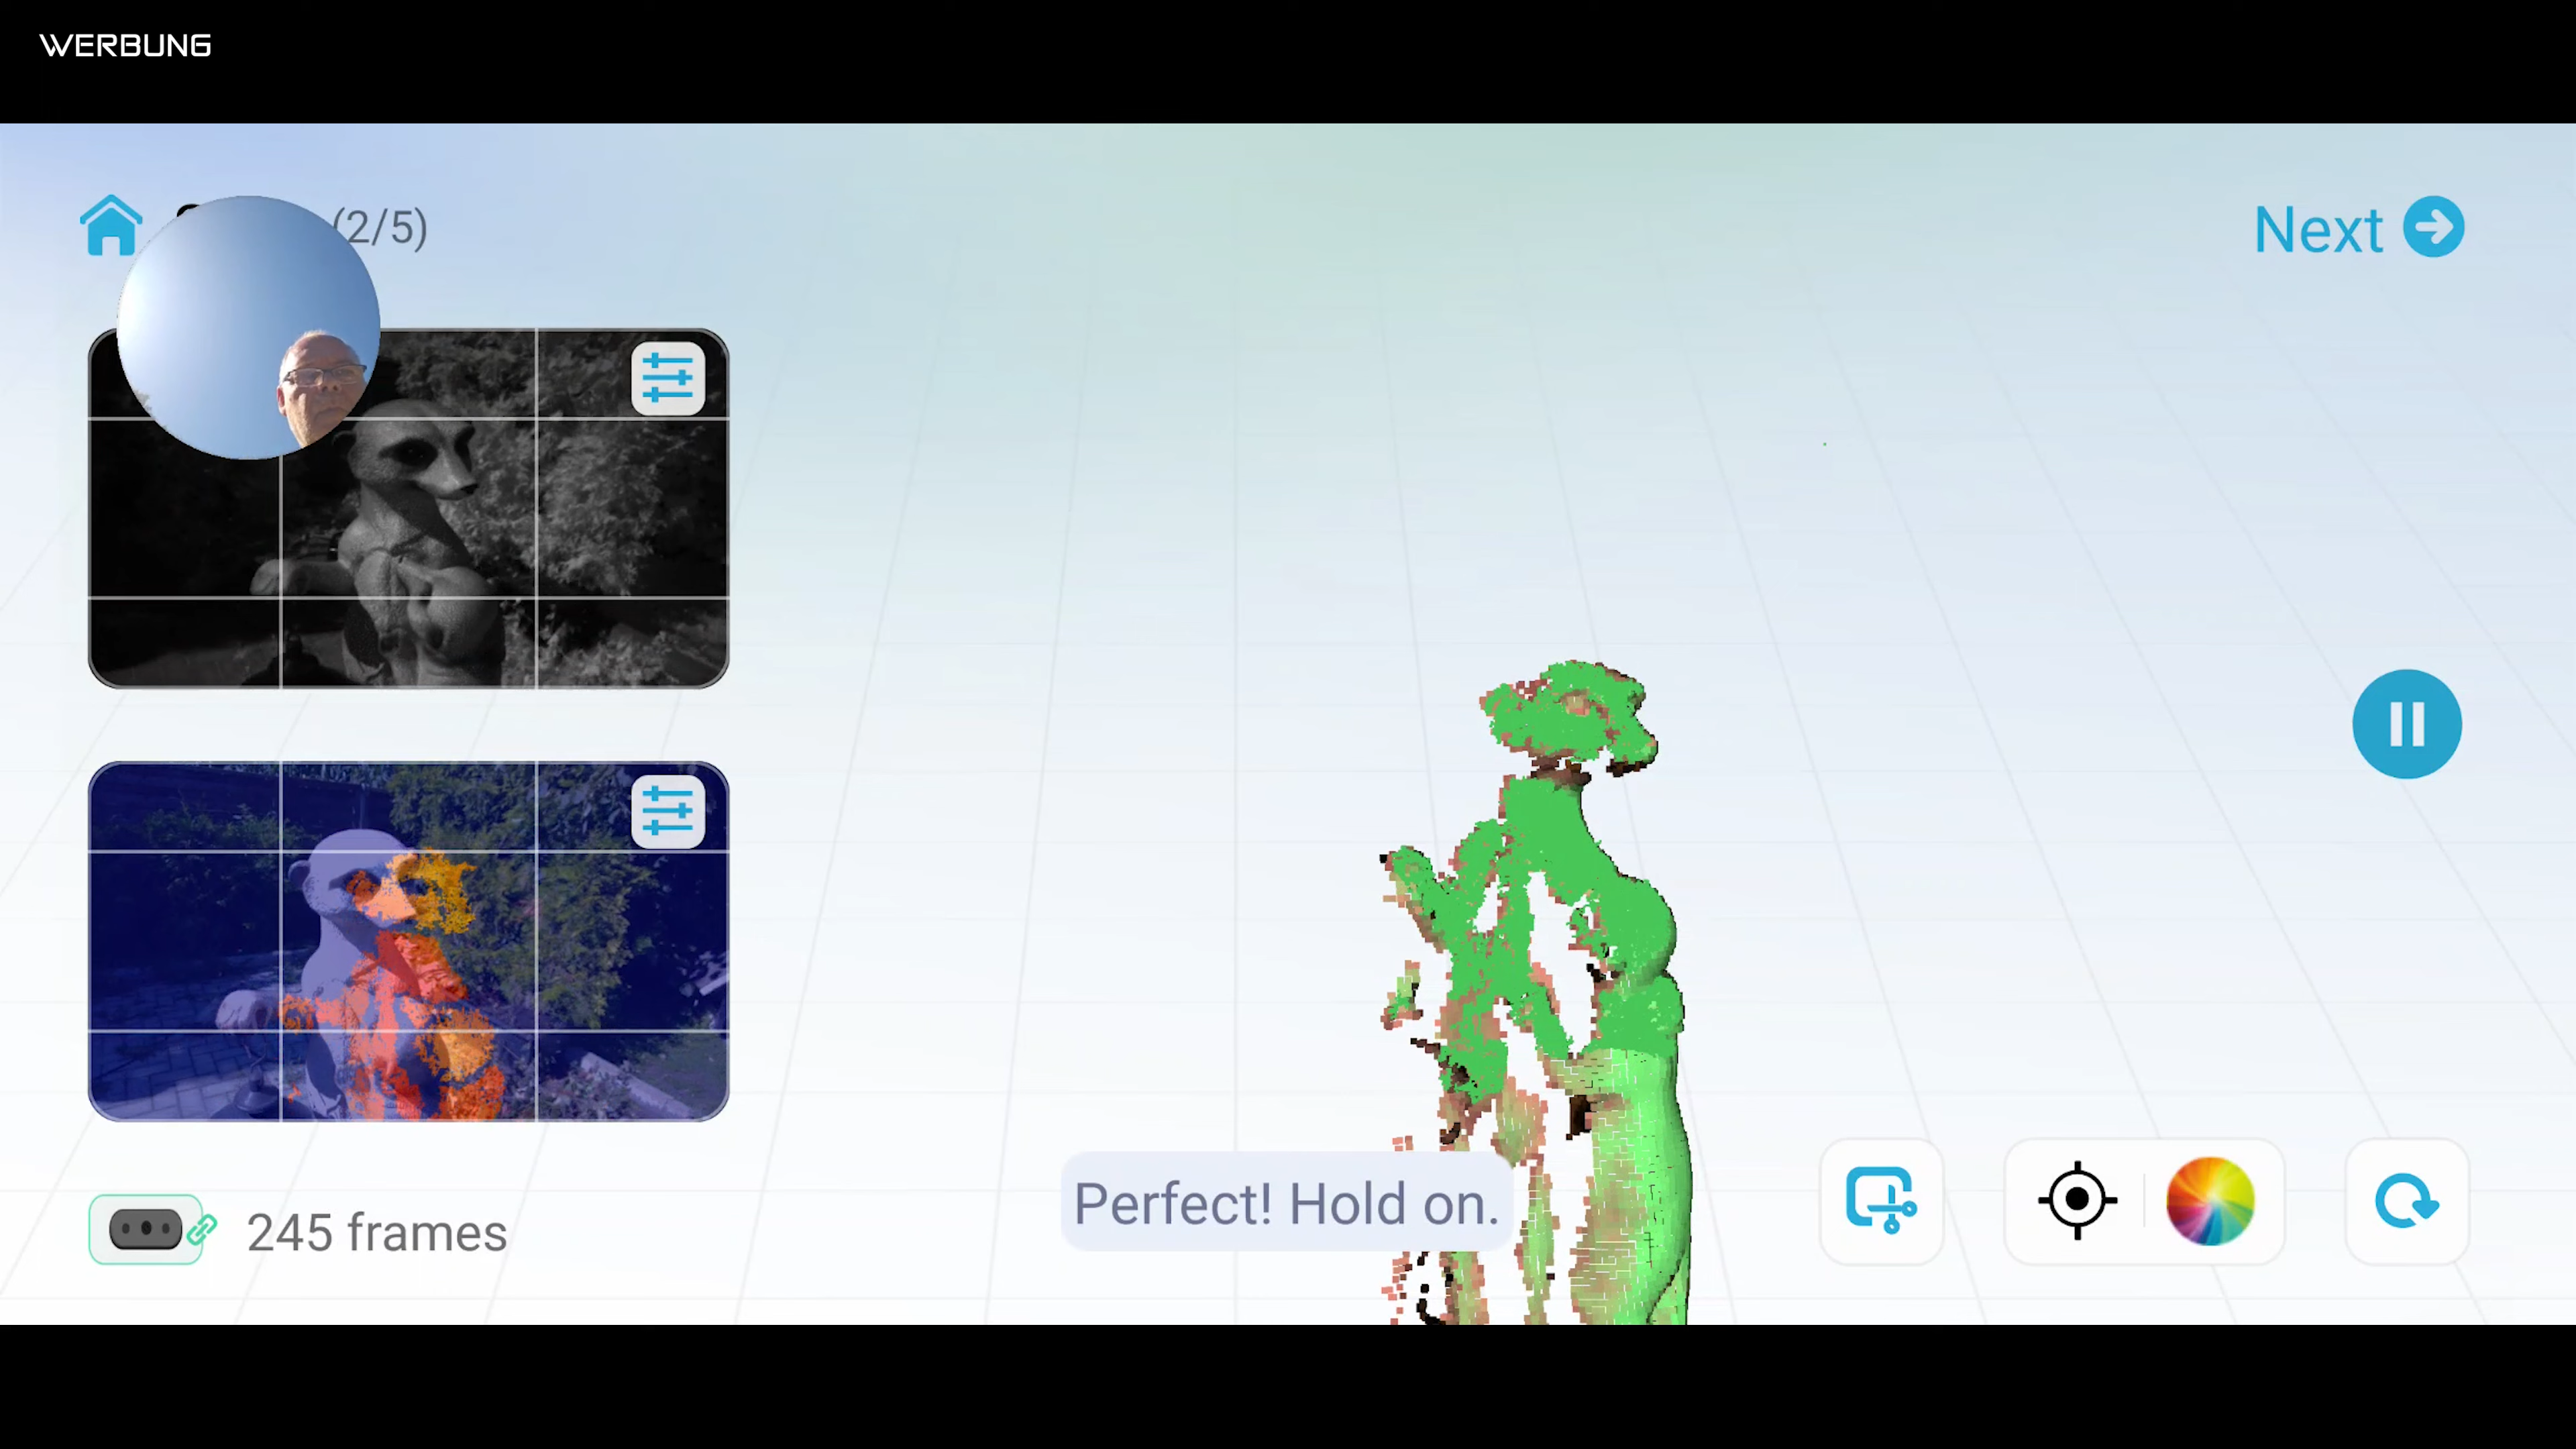 WERBUNG
(2/5)
Next
Perfect! Hold on.
245 frames